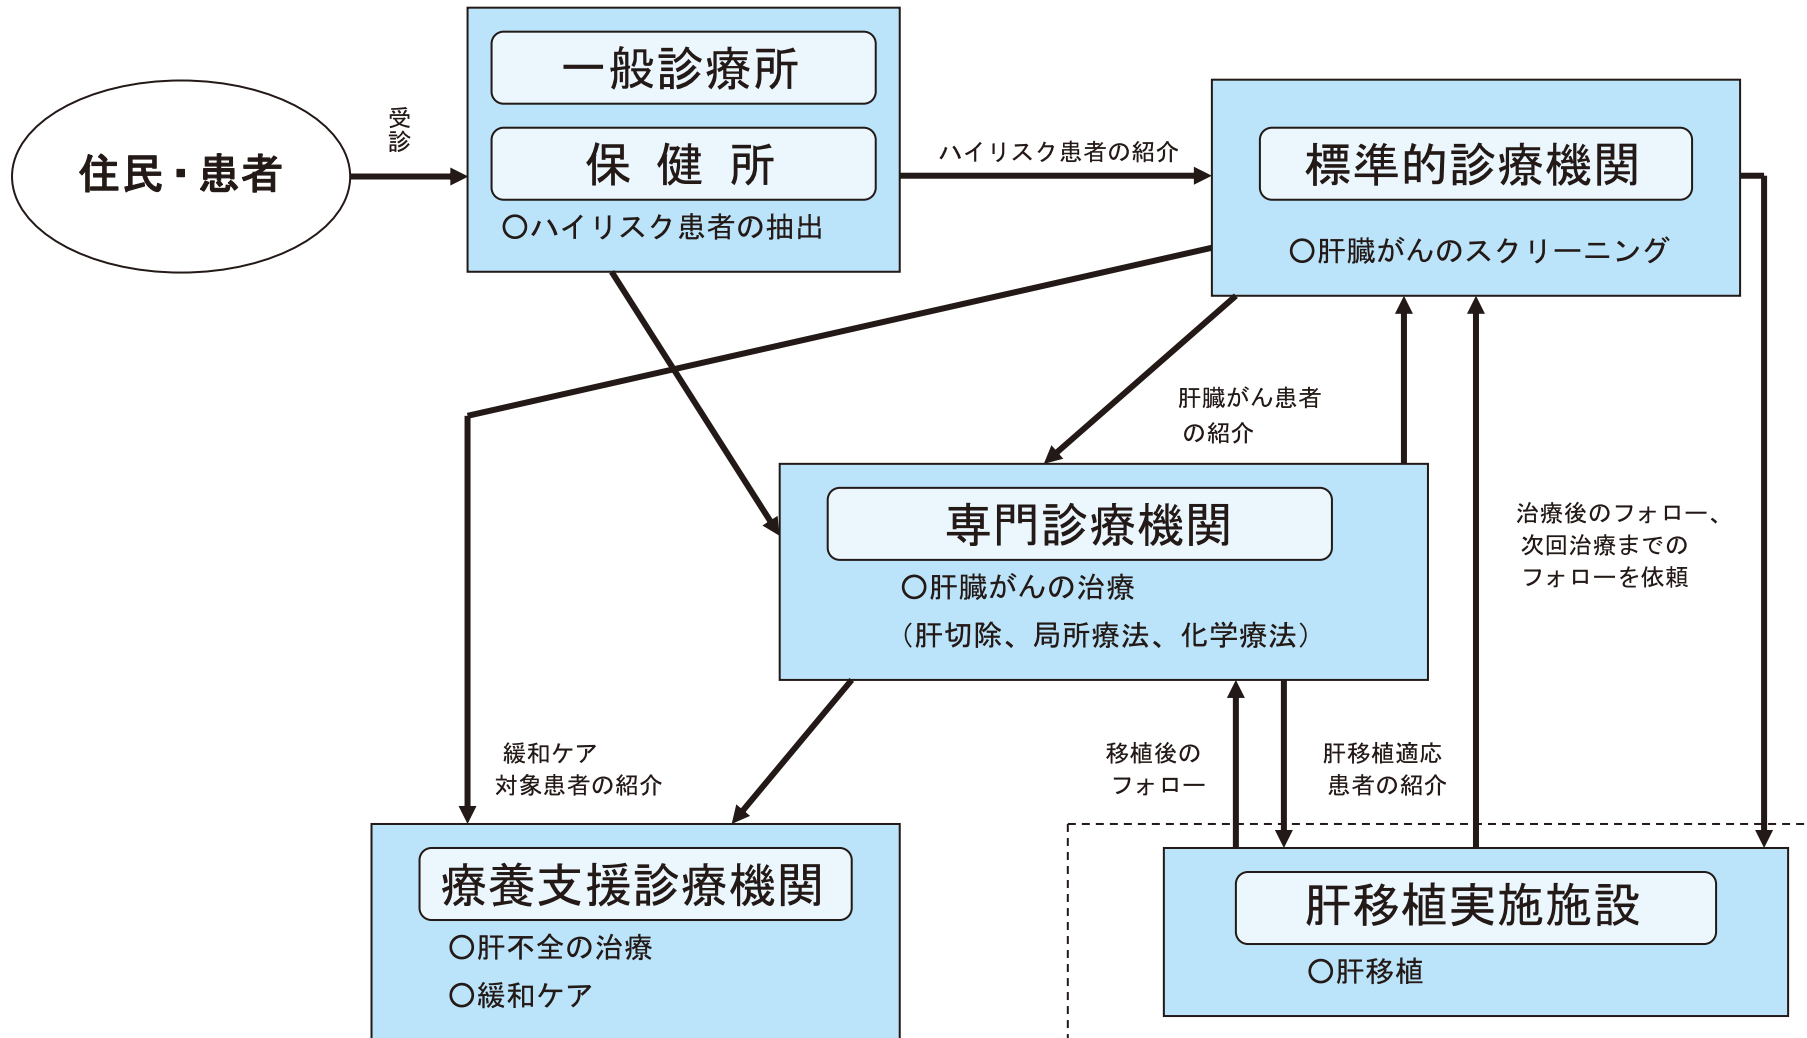 一般診療所
保健所
〇ハイリスク患者の抽出
住民・患者
受診
ハイリスク患者の紹介
標準的診療機関
〇肝臓がんのスクリーニング
肝臓がん患者
の紹介
専門診療機関
〇肝臓がんの治療
(肝切除、局所療法、化学療法)
治療後のフォロー、
次回治療までの
フォローを依頼
緩和ケア
対象患者の紹介
移植後の
フォロー
肝移植適応
患者の紹介
療養支援診療機関
〇肝不全の治療
〇緩和ケア
肝移植実施施設
〇肝移植